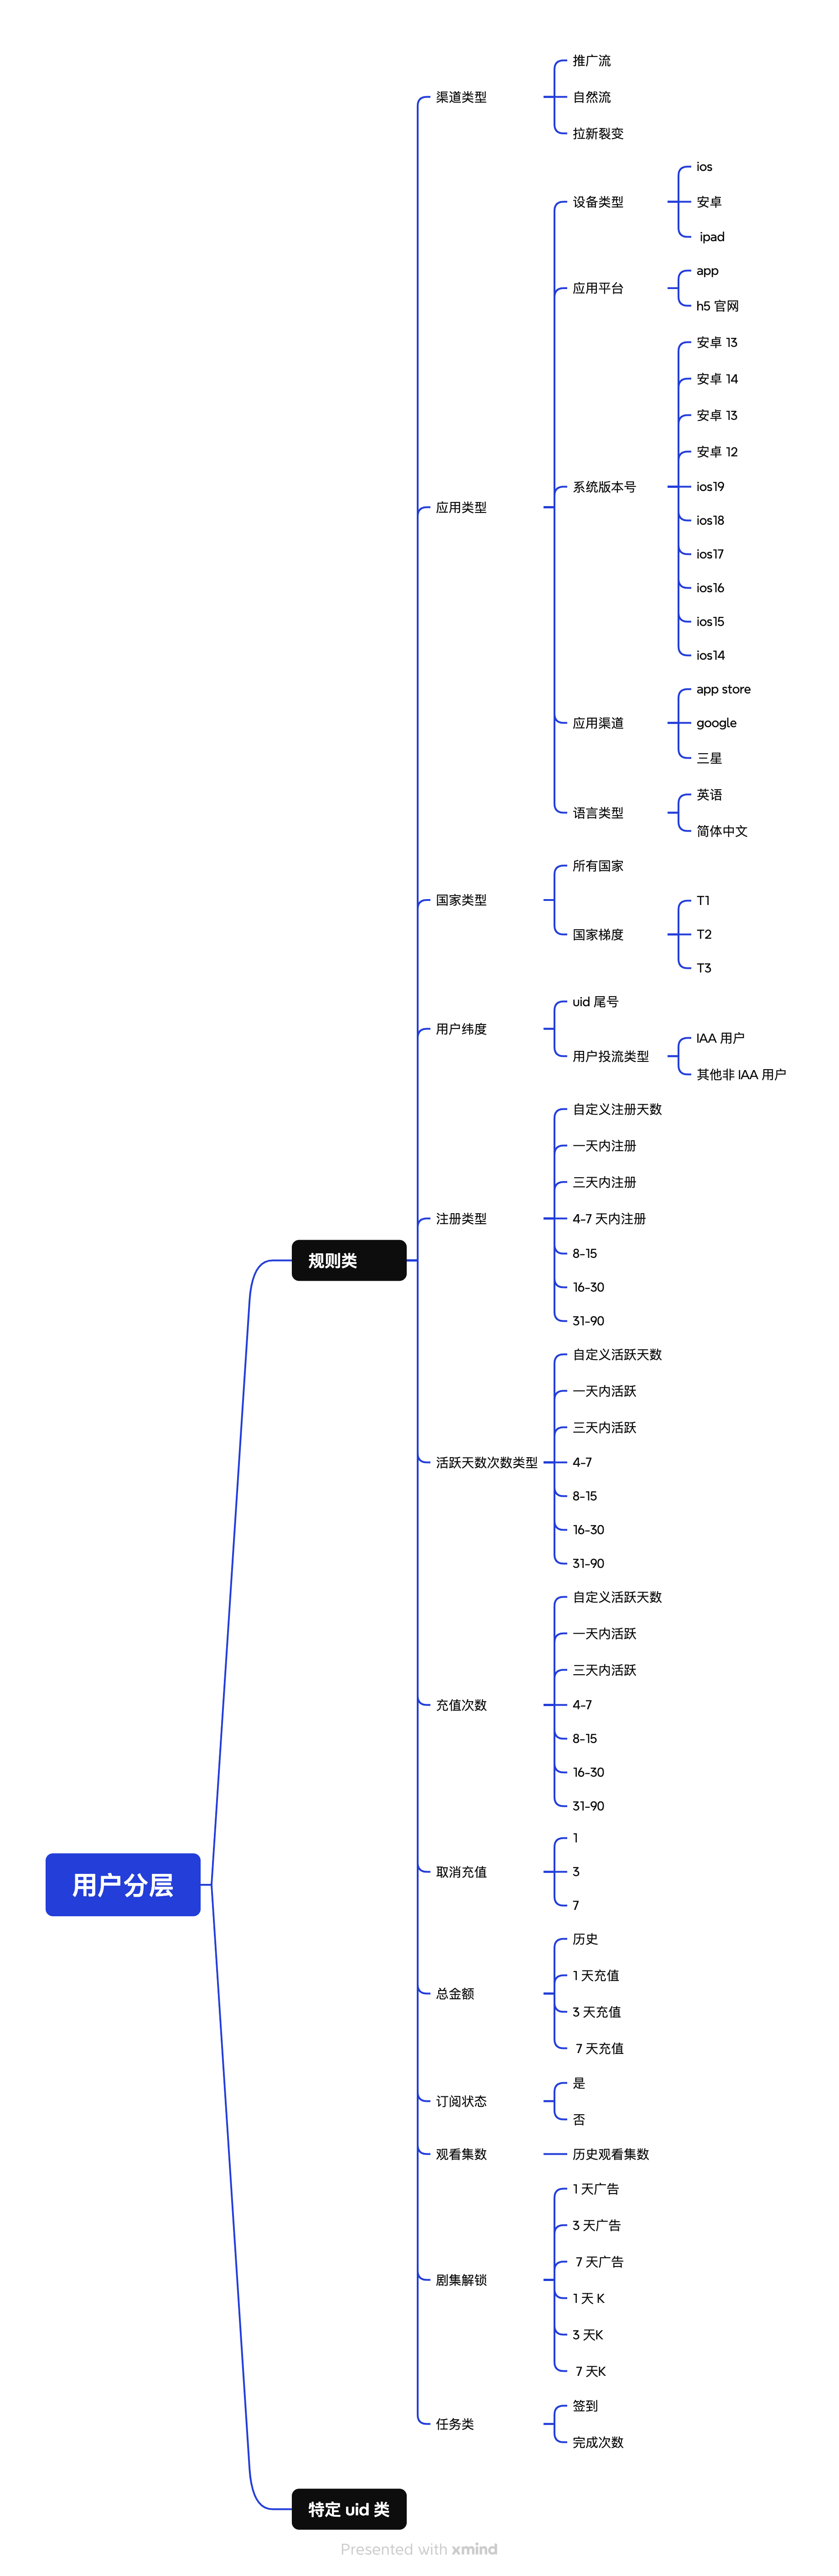 用户分层
规则类
渠道类型
推广流
自然流
拉新裂变
应用类型
设备类型
ios
安卓
ipad
应用平台
app
h5 官网
系统版本号
安卓 13
安卓 14
安卓 13
安卓 12
ios19
ios18
ios17
ios16
ios15
ios14
应用渠道
app store
google
三星
语言类型
英语
简体中文
国家类型
所有国家
国家梯度
T1
T2
T3
用户纬度
uid 尾号
用户投流类型
IAA 用户
其他非 IAA 用户
注册类型
自定义注册天数
一天内注册
三天内注册
4-7 天内注册
8-15
16-30
31-90
活跃天数次数类型
自定义活跃天数
一天内活跃
三天内活跃
4-7
8-15
16-30
31-90
充值次数
自定义活跃天数
一天内活跃
三天内活跃
4-7
8-15
16-30
31-90
取消充值
1
3
7
总金额
历史
1 天充值
3 天充值
7 天充值
订阅状态
是
否
观看集数
历史观看集数
剧集解锁
1 天广告
3 天广告
7 天广告
1 天 K
3 天K
7 天K
任务类
签到
完成次数
特定 uid 类
Presented with xmind